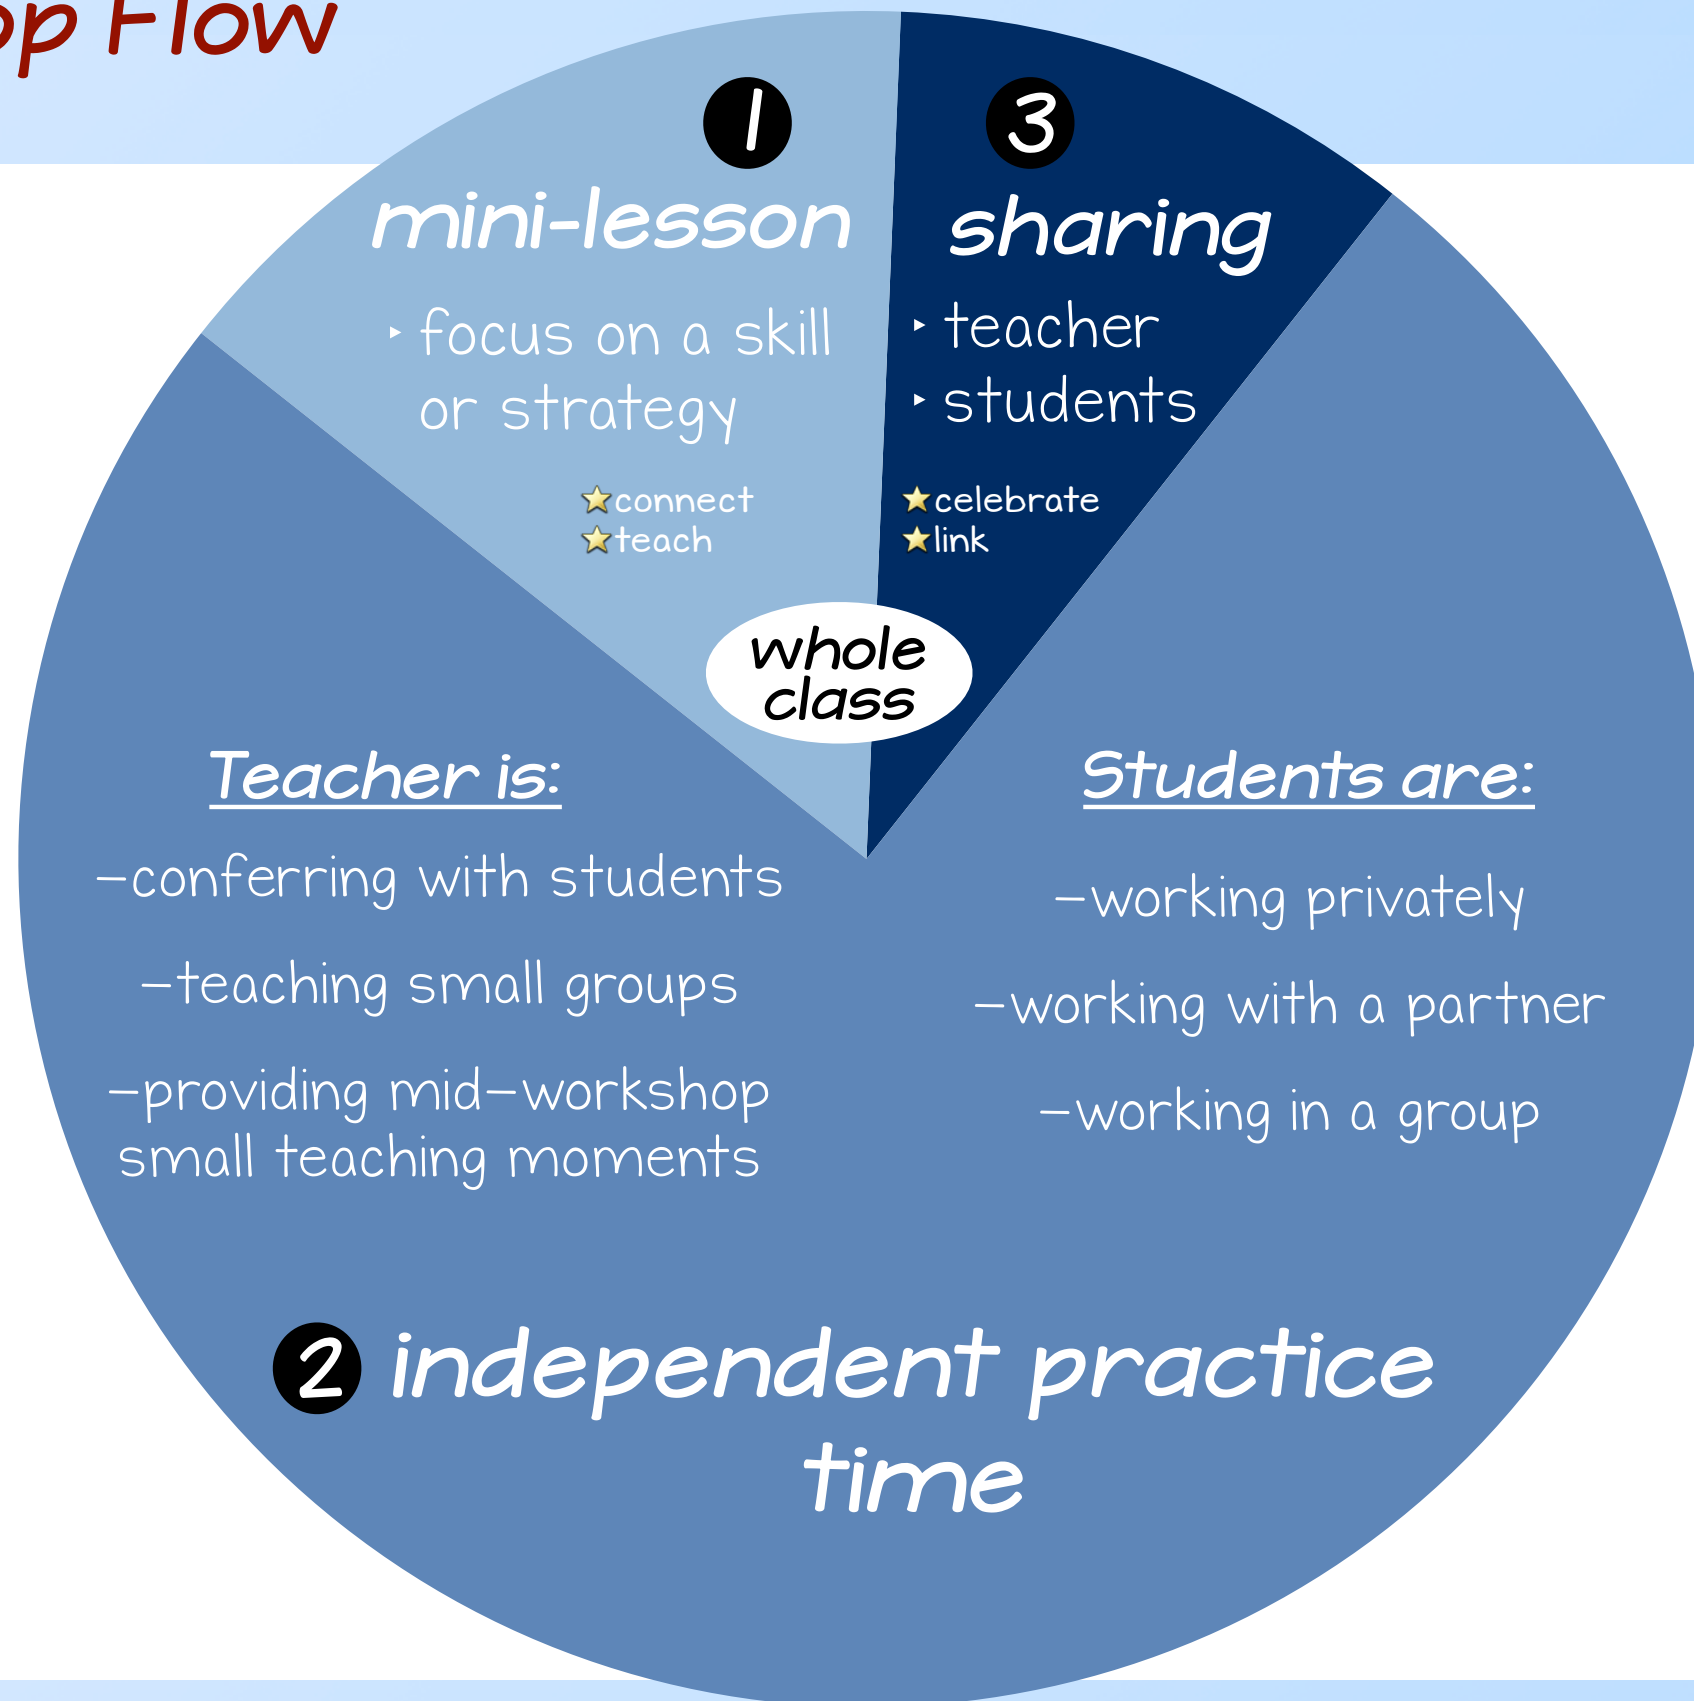 op Flow
1
mini-lesson
‣ focus on a skill
or strategy
⭐connect
⭐teach
3
sharing
‣ teacher
‣ students
⭐celebrate
⭐link
whole
class
Teacher is:
-conferring with students
-teaching small groups
-providing mid-workshop
small teaching moments
Students are:
-working privately
-working with a partner
-working in a group
2 independent practice
time